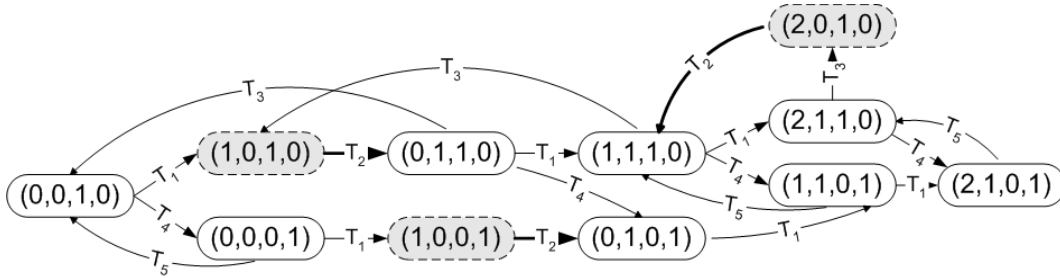 (2,0,1,0)
T2
T3
T3
T3
(2,1,1,0)
T5
(1,0,1,0)
T2
(0,1,1,0)
T1
(1,1,1,0)
T1
T4
T1
T4
T4
(0,0,1,0)
(1,1,0,1)
T1
(2,1,0,1)
T4
T5
(0,0,0,1)
T1
(1,0,0,1)
T2
(0,1,0,1)
T1
T5